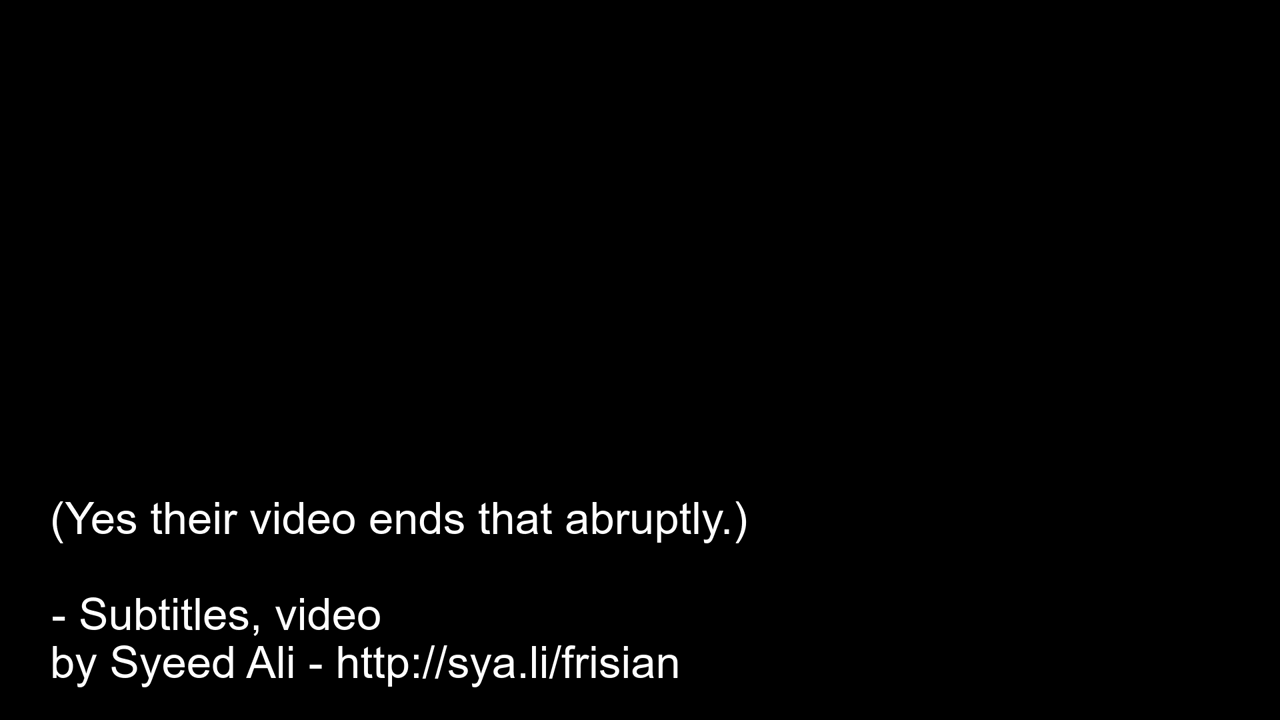 (Yes their video ends that abruptly.)
- Subtitles, video
by Syeed Ali - http://sya.li/frisian